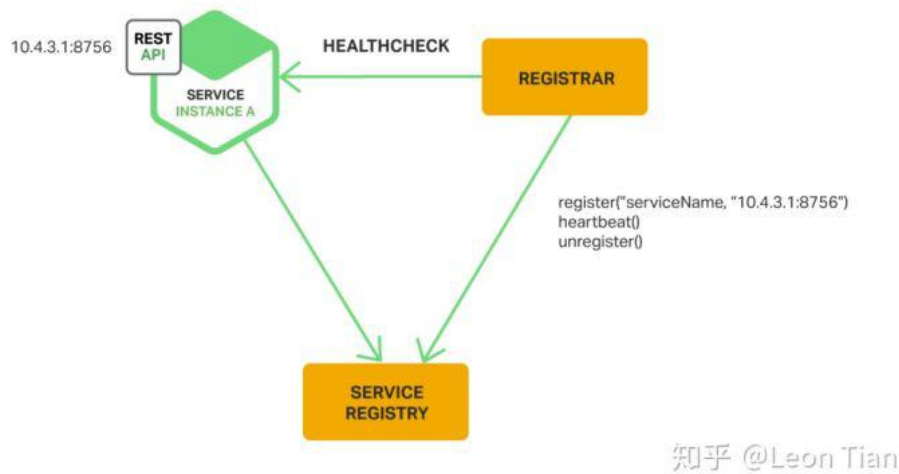 10.4.3.1:8756
REST
API
SERVICE
INSTANCE A
HEALTHCHECK
REGISTRAR
register("serviceName, "10.4.3.1:8756")
heartbeat()
unregister()
SERVICE
REGISTRY
知乎 @Leon Tian